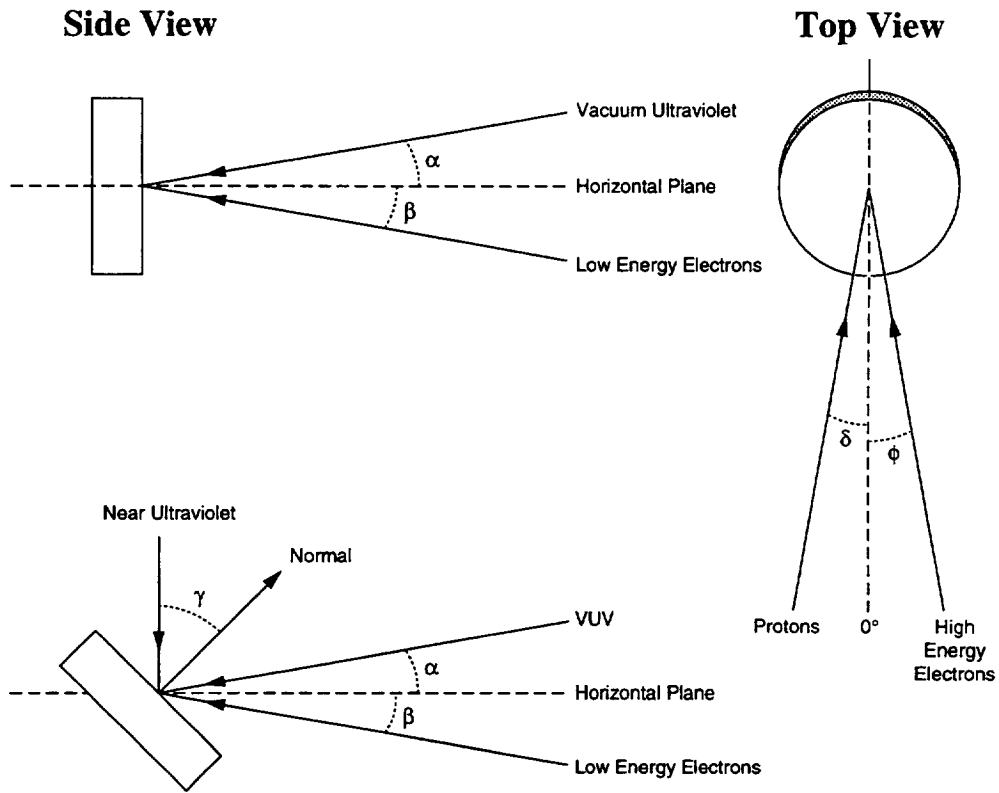 Side View
Top View
Vacuum Ultraviolet
α
Horizontal Plane
β
Low Energy Electrons
δ
φ
Near Ultraviolet
Normal
γ
VUV
α
Horizontal Plane
β
Low Energy Electrons
Protons
0°
High
Energy
Electrons